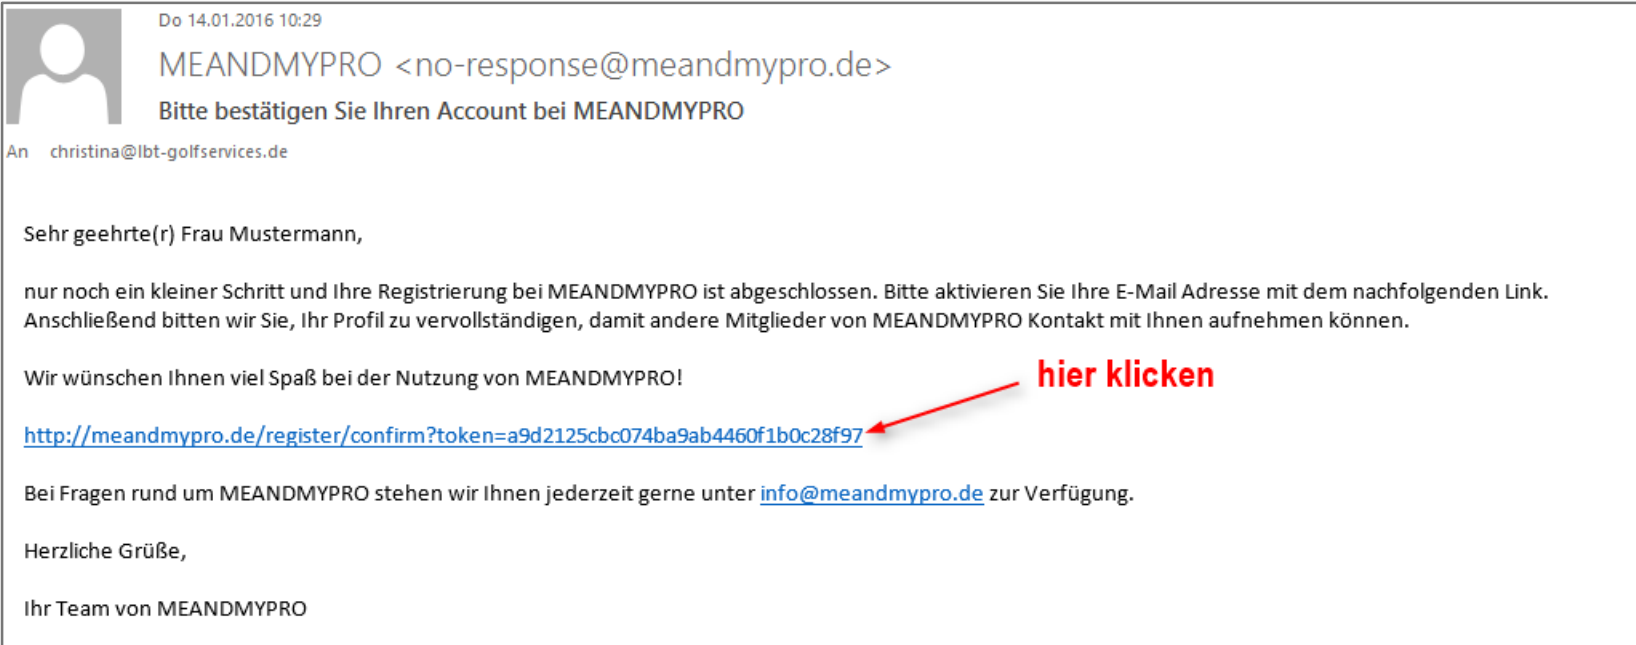 Do 14.01.2016 10:29
MEANDMYPRO <no-response@meandmypro.de>
Bitte bestätigen Sie Ihren Account bei MEANDMYPRO
An christina@lbt-golfservices.de
Sehr geehrte(r) Frau Mustermann,
nur noch ein kleiner Schritt und Ihre Registrierung bei MEANDMYPRO ist abgeschlossen. Bitte aktivieren Sie Ihre E-Mail Adresse mit dem nachfolgenden Link.
Anschließend bitten wir Sie, Ihr Profil zu vervollständigen, damit andere Mitglieder von MEANDMYPRO Kontakt mit Ihnen aufnehmen können.
Wir wünschen Ihnen viel Spaß bei der Nutzung von MEANDMYPRO!
hier klicken
http://meandmypro.de/register/confirm?token=a9d2125cbc074ba9ab4460f1b0c28f97
Bei Fragen rund um MEANDMYPRO stehen wir Ihnen jederzeit gerne unter info@meandmypro.de zur Verfügung.
Herzliche Grüße,
Ihr Team von MEANDMYPRO